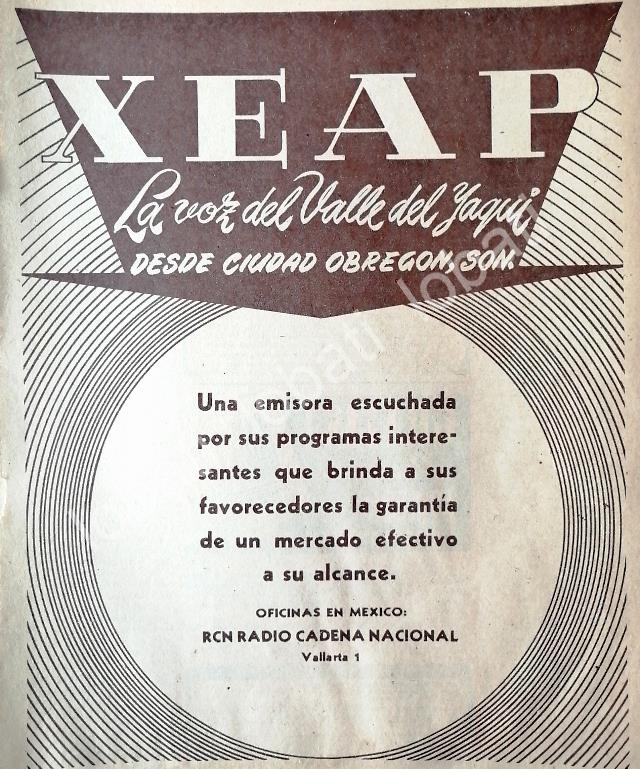 XEAP
La voz del Valle del Yaqui
DESDE CIUDAD OBREGON, SON.
Una emisora escuchada
por sus programas intere-
santes que brinda a sus
favorecedores la garantía
de un mercado efectivo
a su alcance.
OFICINAS EN MEXICO:
RCN RADIO CADENA NACIONAL
Vallarta 1